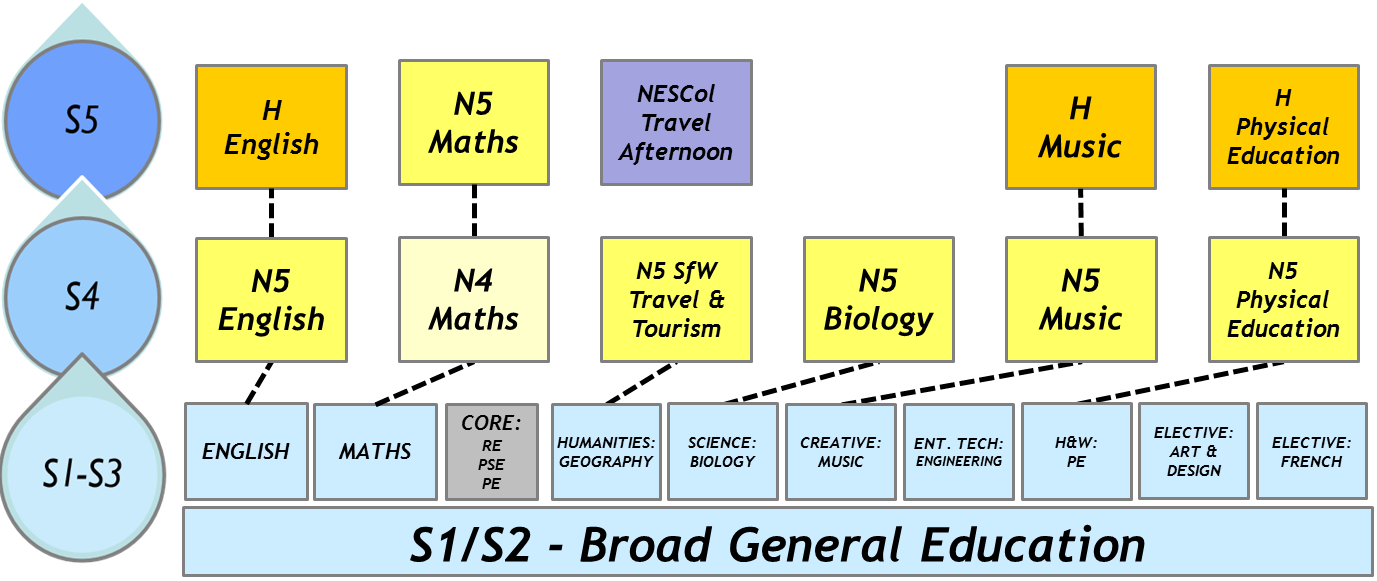 S5
H
English
N5
Maths
NESCol
Travel
Afternoon
H
Music
H
Physical
Education
S4
N5
English
N4
Maths
N5 SfW
Travel &
Tourism
N5
Biology
N5
Music
N5
Physical
Education
S1-S3
ENGLISH
MATHS
CORE:
RE
PSE
PE
HUMANITIES:
GEOGRAPHY
SCIENCE:
BIOLOGY
CREATIVE:
MUSIC
ENT. TECH:
ENGINEERING
H&W:
PE
ELECTIVE:
ART &
DESIGN
ELECTIVE:
FRENCH
S1/S2 - Broad General Education